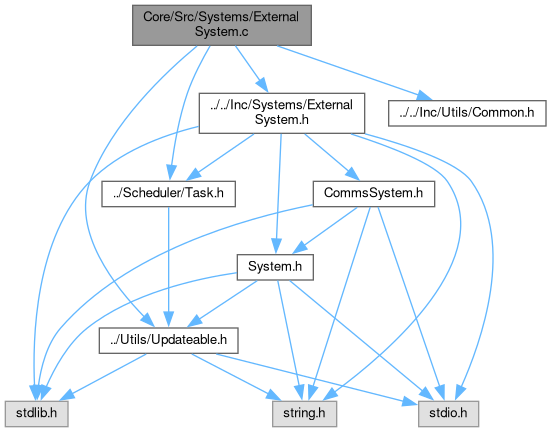 Core/Src/Systems/External
System.c
../../Inc/Systems/External
System.h
../../Inc/Utils/Common.h
../Scheduler/Task.h
CommsSystem.h
System.h
../Utils/Updateable.h
stdlib.h
string.h
stdio.h